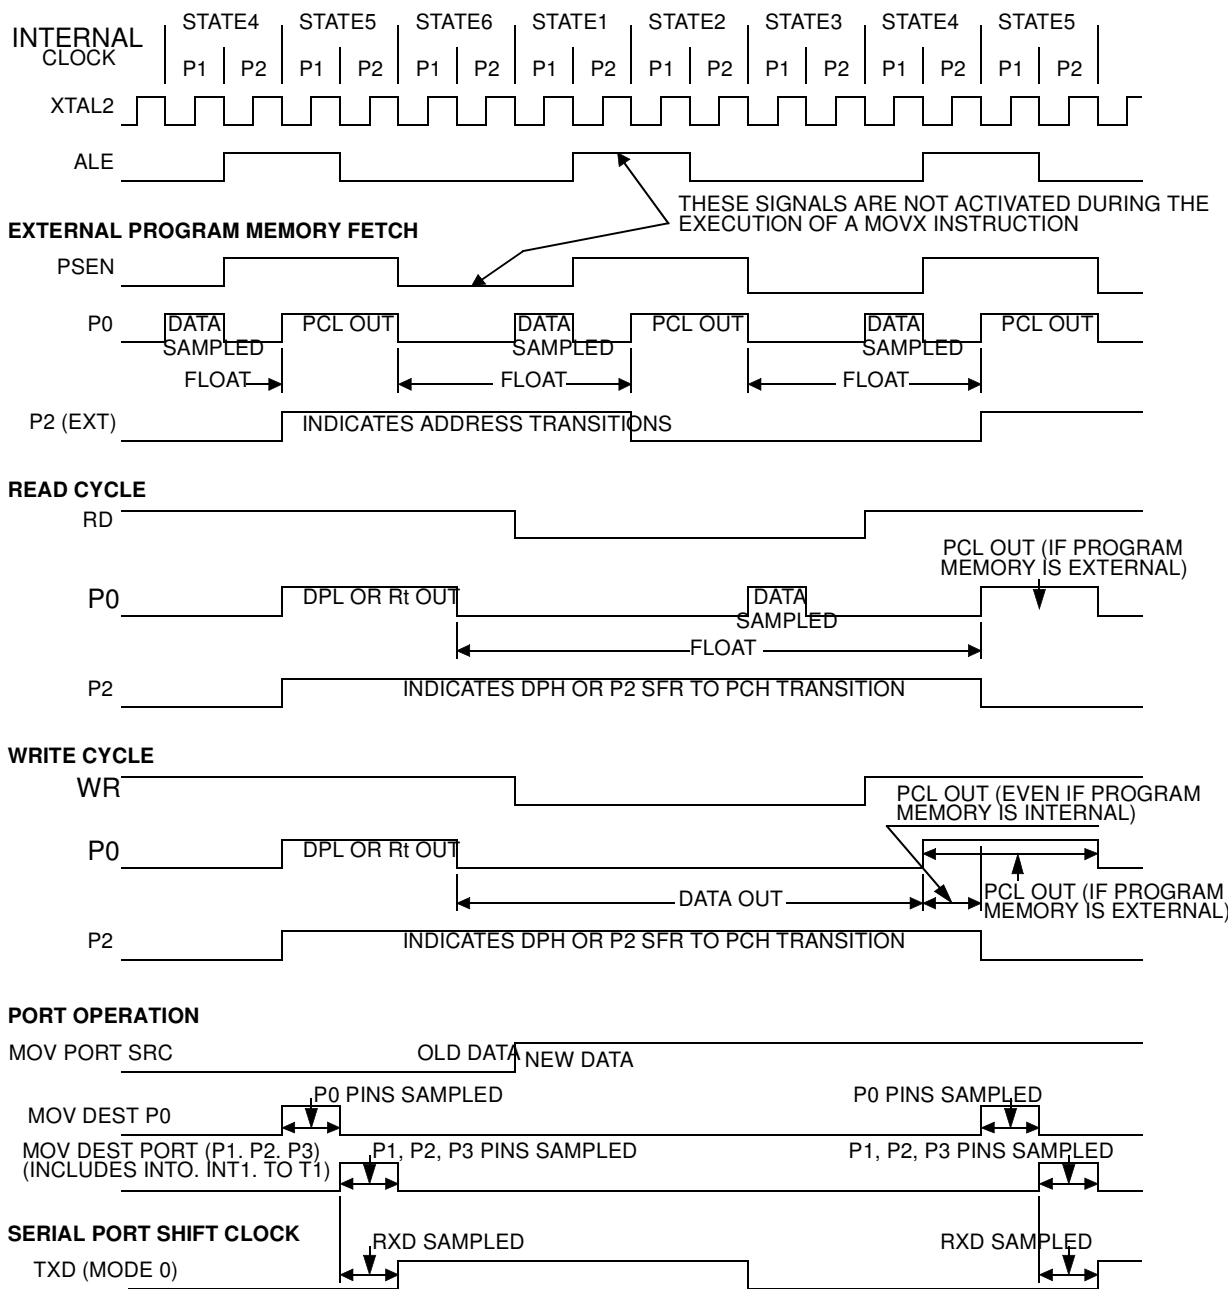 INTERNAL CLOCK
STATE4 STATE5 STATE6 STATE1 STATE2 STATE3 STATE4 STATE5
P1 P2 P1 P2 P1 P2 P1 P2 P1 P2 P1 P2 P1 P2 P1 P2
XTAL2
ALE
THESE SIGNALS ARE NOT ACTIVATED DURING THE
EXECUTION OF A MOVX INSTRUCTION
EXTERNAL PROGRAM MEMORY FETCH
PSEN
P0 DATA SAMPLED PCL OUT DATA SAMPLED PCL OUT DATA SAMPLED PCL OUT
FLOAT FLOAT FLOAT
P2 (EXT) INDICATES ADDRESS TRANSITIONS
READ CYCLE
RD
PCL OUT (IF PROGRAM
MEMORY IS EXTERNAL)
P0 DPL OR Rt OUT DATA SAMPLED
FLOAT
P2 INDICATES DPH OR P2 SFR TO PCH TRANSITION
WRITE CYCLE
WR
PCL OUT (EVEN IF PROGRAM
MEMORY IS INTERNAL)
P0 DPL OR Rt OUT
DATA OUT
PCL OUT (IF PROGRAM
MEMORY IS EXTERNAL)
P2 INDICATES DPH OR P2 SFR TO PCH TRANSITION
PORT OPERATION
MOV PORT SRC OLD DATA NEW DATA
P0 PINS SAMPLED P0 PINS SAMPLED
MOV DEST P0
MOV DEST PORT (P1. P2. P3) P1, P2, P3 PINS SAMPLED P1, P2, P3 PINS SAMPLED
(INCLUDES INTO. INT1. TO T1)
SERIAL PORT SHIFT CLOCK
RXD SAMPLED RXD SAMPLED
TXD (MODE 0)